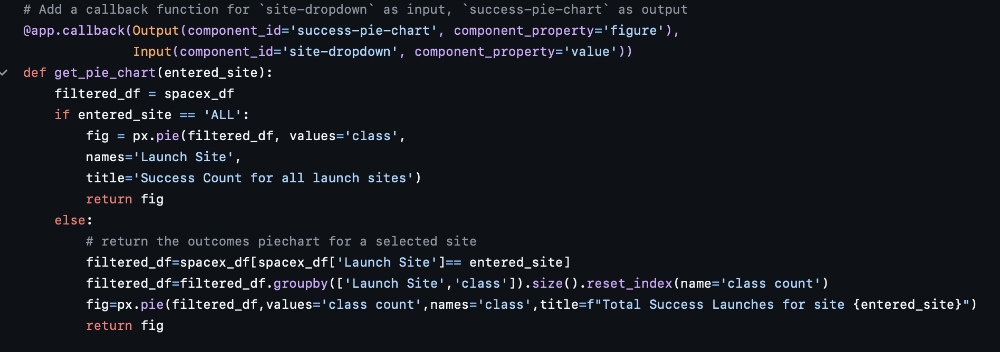 # Add a callback function for `site-dropdown` as input, `success-pie-chart` as output
@app.callback(Output(component_id='success-pie-chart', component_property='figure'),
              Input(component_id='site-dropdown', component_property='value'))
def get_pie_chart(entered_site):
    filtered_df = spacex_df
    if entered_site == 'ALL':
        fig = px.pie(filtered_df, values='class',
        names='Launch Site',
        title='Success Count for all launch sites')
        return fig
    else:
        # return the outcomes piechart for a selected site
        filtered_df=spacex_df[spacex_df['Launch Site']== entered_site]
        filtered_df=filtered_df.groupby(['Launch Site','class']).size().reset_index(name='class count')
        fig=px.pie(filtered_df,values='class count',names='class',title=f"Total Success Launches for site {entered_site}")
        return fig